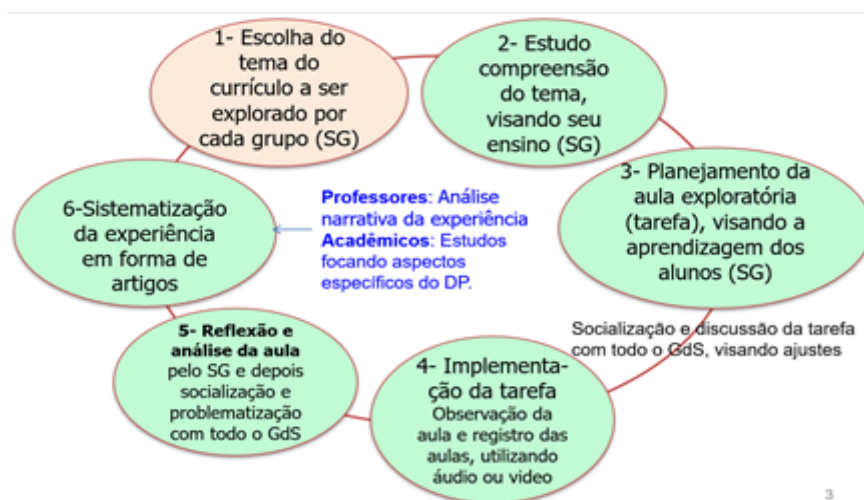 1- Escolha do
tema do
currículo a ser
explorado por
cada grupo (SG)
2- Estudo
compreensão
do tema,
visando seu
ensino (SG)
3- Planejamento da
aula exploratória
(tarefa), visando a
aprendizagem dos
alunos (SG)
Socialização e discussão da tarefa
com todo o GdS, visando ajustes
4- Implementa-
ção da tarefa
Observação da
aula e registro das
aulas, utilizando
áudio ou video
5- Reflexão e
análise da aula
pelo SG e depois
socialização e
problematização
com todo o GdS
6-Sistematização
da experiência
em forma de
artigos
Professores: Análise
narrativa da experiência
Acadêmicos: Estudos
focando aspectos
específicos do DP.
3